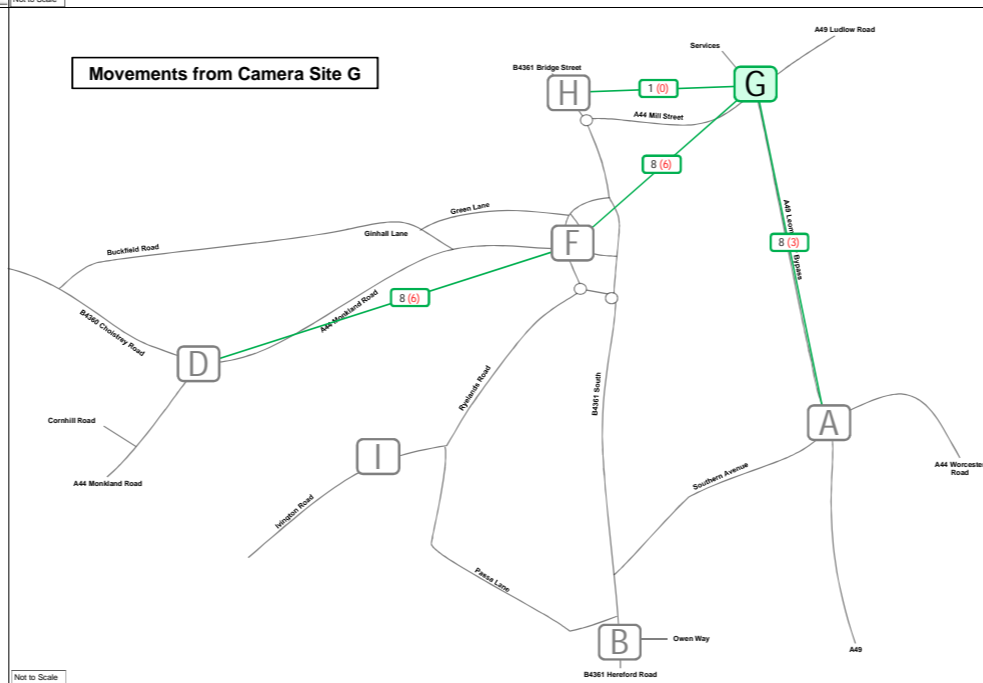 Not to Scale
Movements from Camera Site G
A49 Ludlow Road
Services
G
B4361 Bridge Street
H
1 (0)
A44 Mill Street
8 (6)
Green Lane
Ginhall Lane
Buckfield Road
F
A49 Leom
Bypass
8 (3)
8 (6)
A44 Monkland Road
B4360 Cholstrey Road
D
Ryelands Road
B4361 South
A
Cornhill Road
I
A44 Monkland Road
Southern Avenue
A44 Worcester
Road
Ivington Road
Passa Lane
B
Owen Way
A49
B4361 Hereford Road
Not to Scale